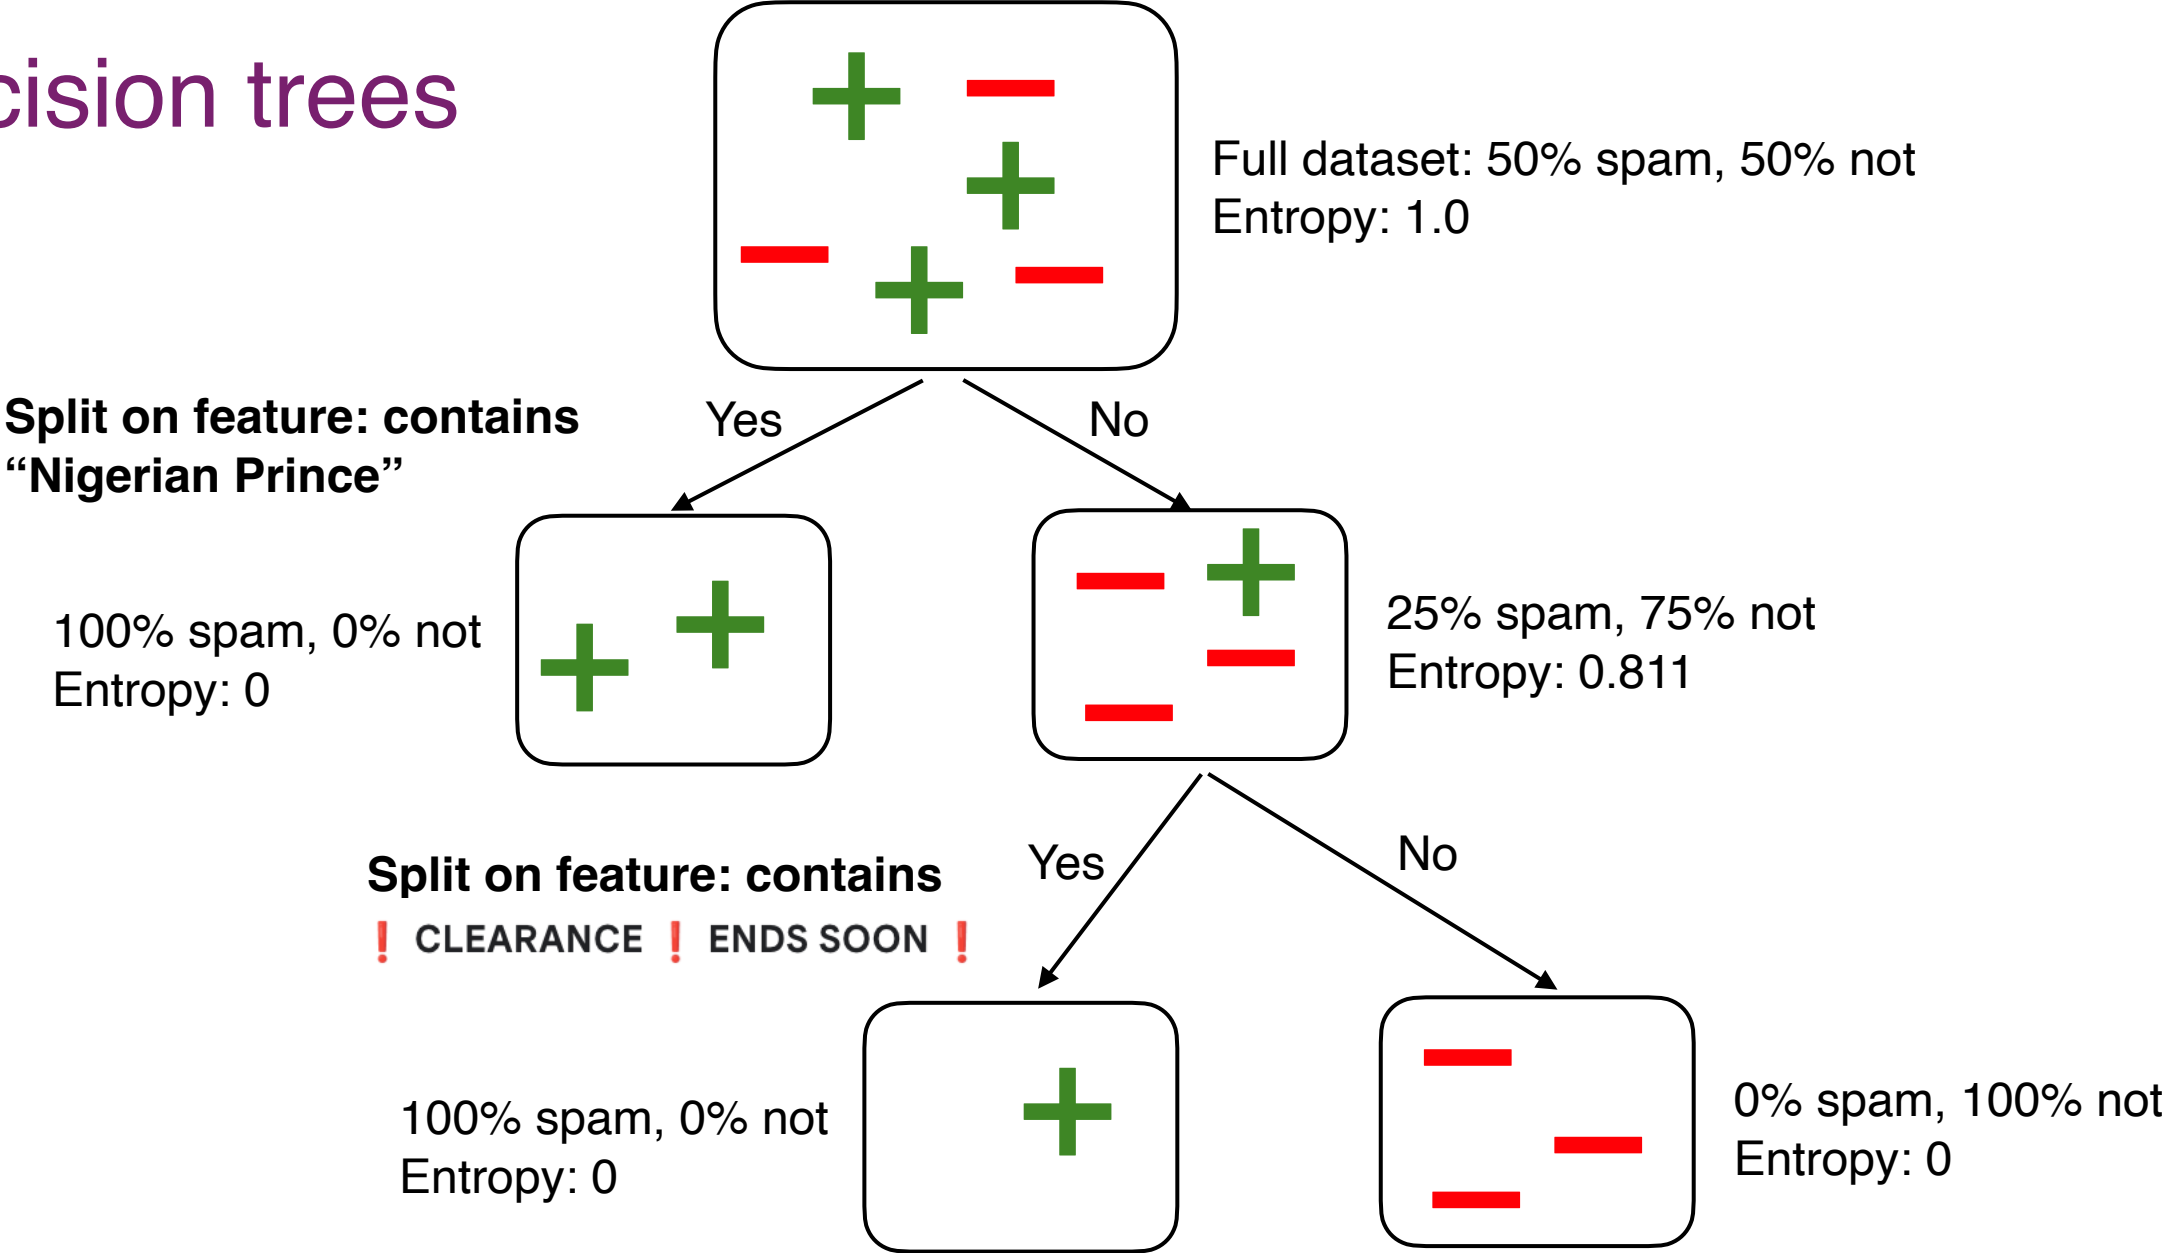 cision trees
Full dataset: 50% spam, 50% not
Entropy: 1.0
Split on feature: contains
“Nigerian Prince”
Yes
No
100% spam, 0% not
Entropy: 0
25% spam, 75% not
Entropy: 0.811
Split on feature: contains
❗ CLEARANCE ❗ ENDS SOON ❗
Yes
No
100% spam, 0% not
Entropy: 0
0% spam, 100% not
Entropy: 0